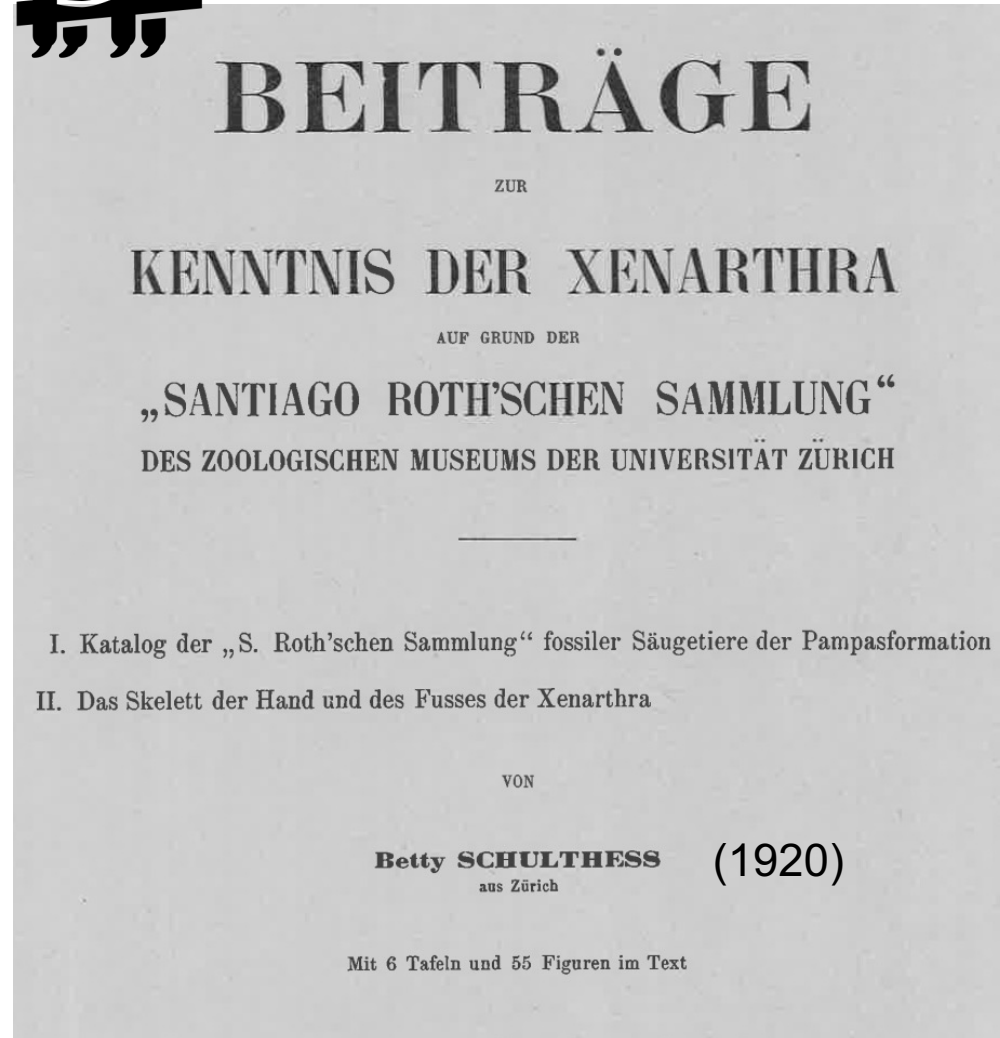 BEITRÄGE
ZUR
KENNTNIS DER XENARTHRA
AUF GRUND DER
„SANTIAGO ROTH'SCHEN SAMMLUNG“
DES ZOOLOGISCHEN MUSEUMS DER UNIVERSITÄT ZÜRICH
I. Katalog der „S. Roth'schen Sammlung“ fossiler Säugetiere der Pampasformation
II. Das Skelett der Hand und des Fusses der Xenarthra
VON
Betty SCHULTHESS (1920)
aus Zürich
Mit 6 Tafeln und 55 Figuren im Text